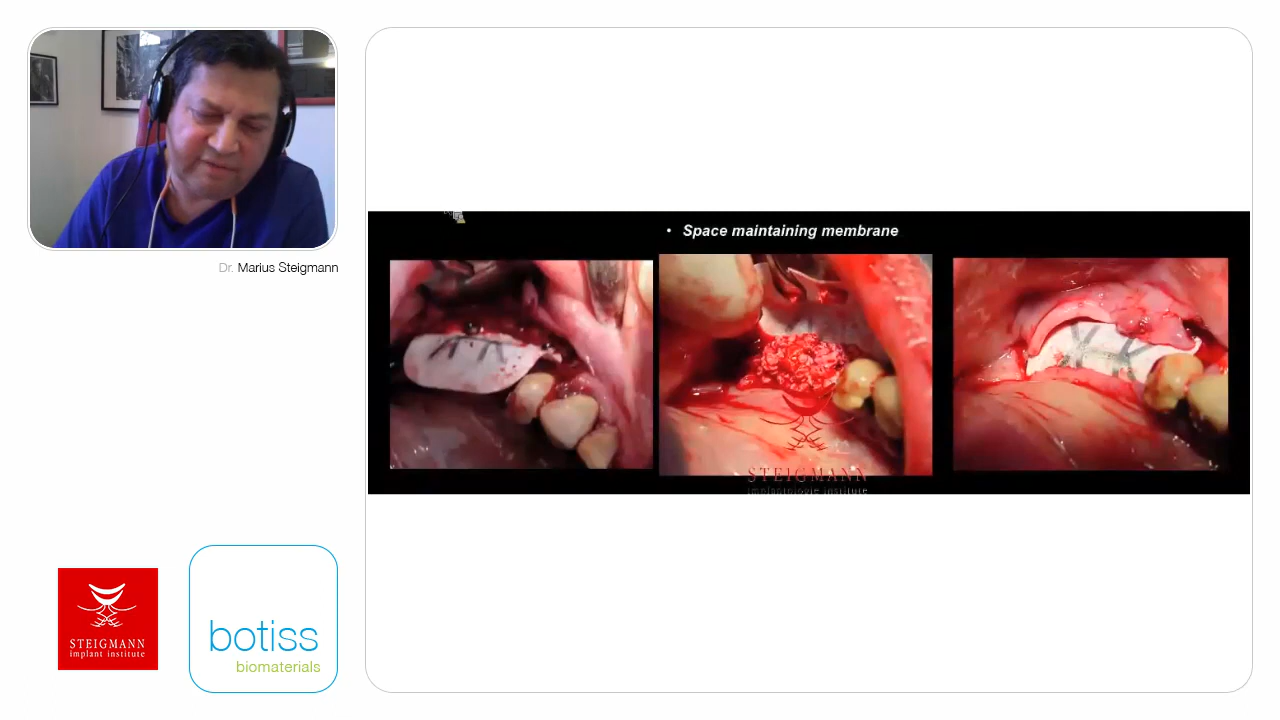 Dr. Marius Steigmann
STEIGMANN
implant institute
botiss
biomaterials
• Space maintaining membrane
STEIGMANN
implantologie institute